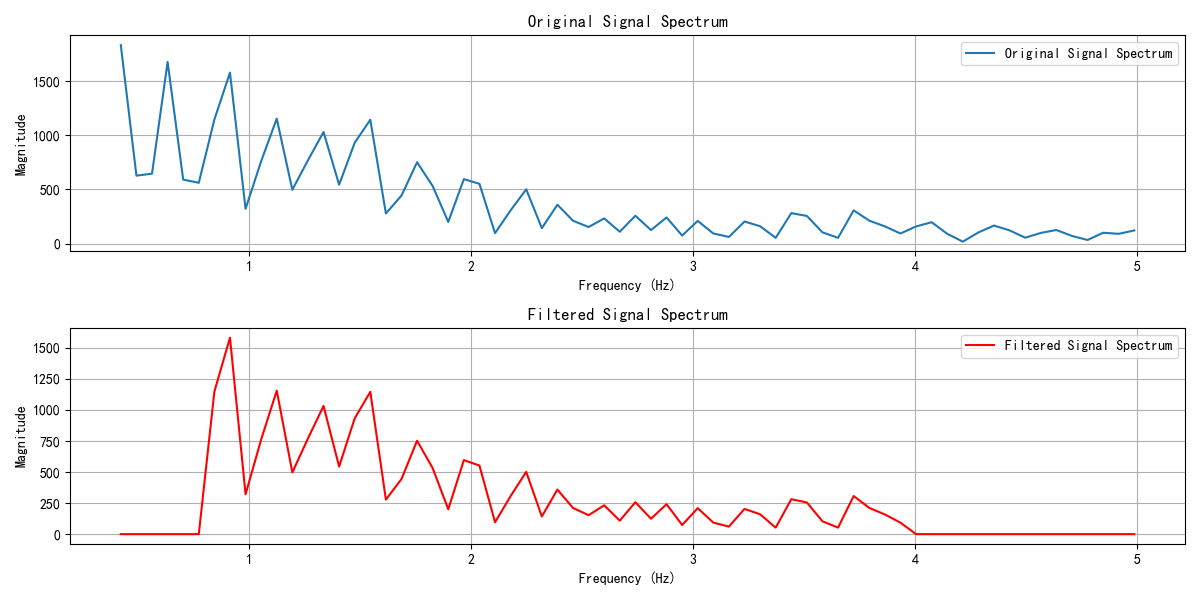 Original Signal Spectrum
Original Signal Spectrum
Magnitude
1500
1000
500
0
1 2 3 4 5
Frequency (Hz)
Filtered Signal Spectrum
Filtered Signal Spectrum
Magnitude
1500
1250
1000
750
500
250
0
1 2 3 4 5
Frequency (Hz)